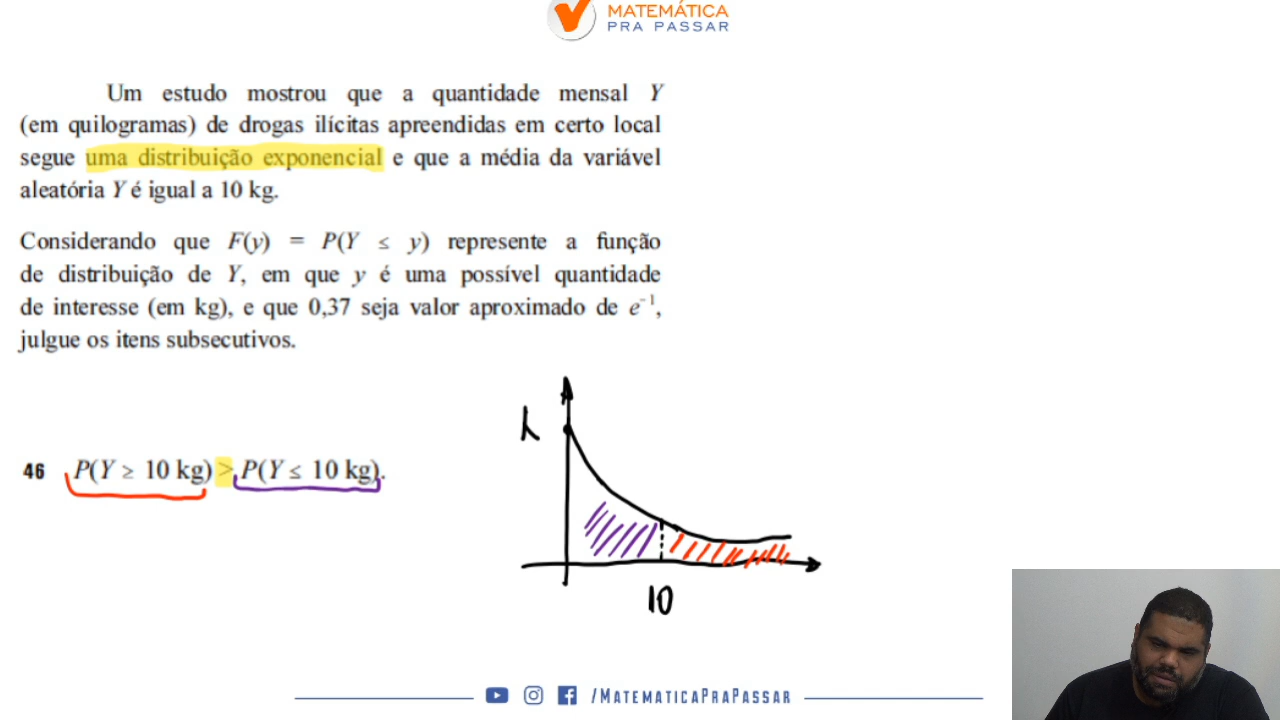 MATEMÁTICA
PRA PASSAR
Um estudo mostrou que a quantidade mensal Y
(em quilogramas) de drogas ilícitas apreendidas em certo local
segue uma distribuição exponencial e que a média da variável
aleatória Y é igual a 10 kg.
Considerando que F(y) = P(Y ≤ y) represente a função
de distribuição de Y, em que y é uma possível quantidade
de interesse (em kg), e que 0,37 seja valor aproximado de e⁻¹,
julgue os itens subsecutivos.
λ
46 P(Y ≥ 10 kg) > P(Y ≤ 10 kg).
10
/MATEMATICAPRAPASSAR